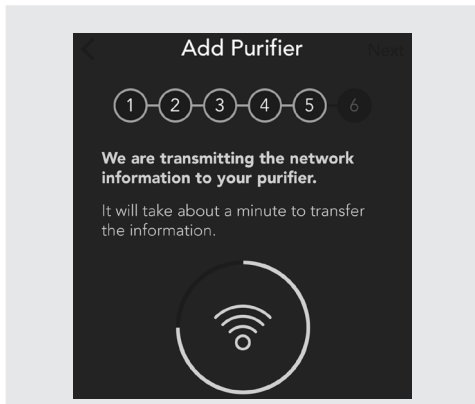 Add Purifier Next
1 2 3 4 5 6
We are transmitting the network
information to your purifier.
It will take about a minute to transfer
the information.